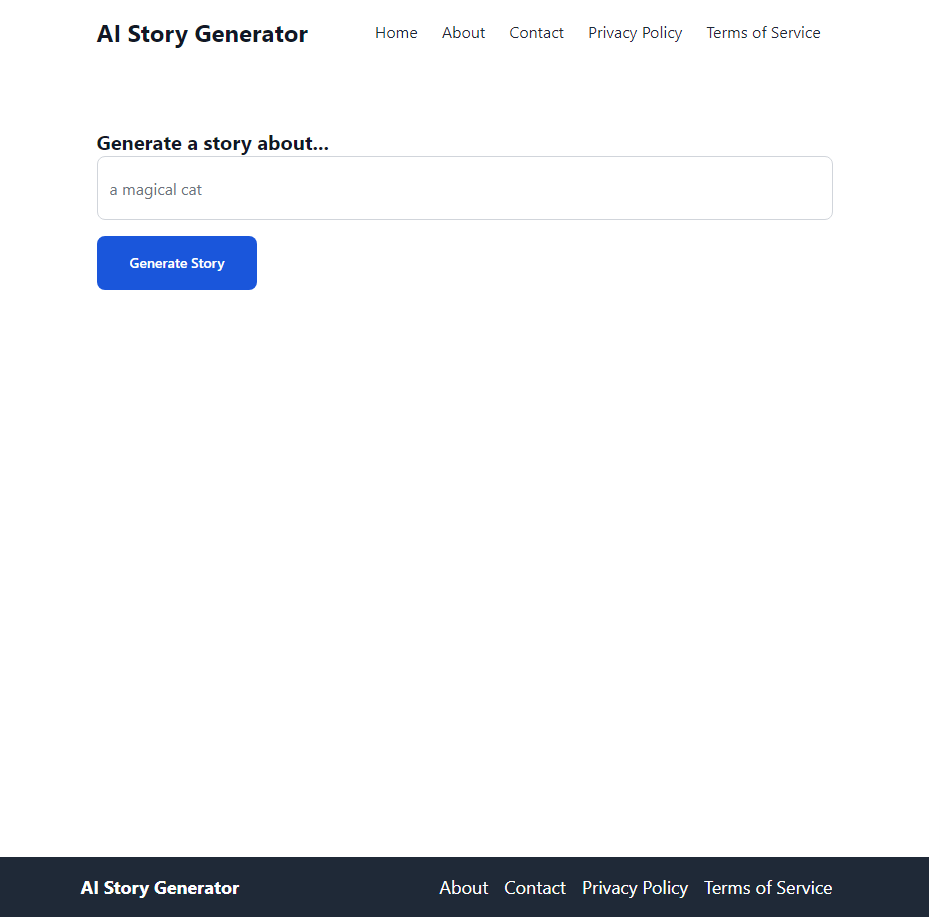 AI Story Generator Home About Contact Privacy Policy Terms of Service
Generate a story about...
a magical cat
Generate Story
AI Story Generator About Contact Privacy Policy Terms of Service